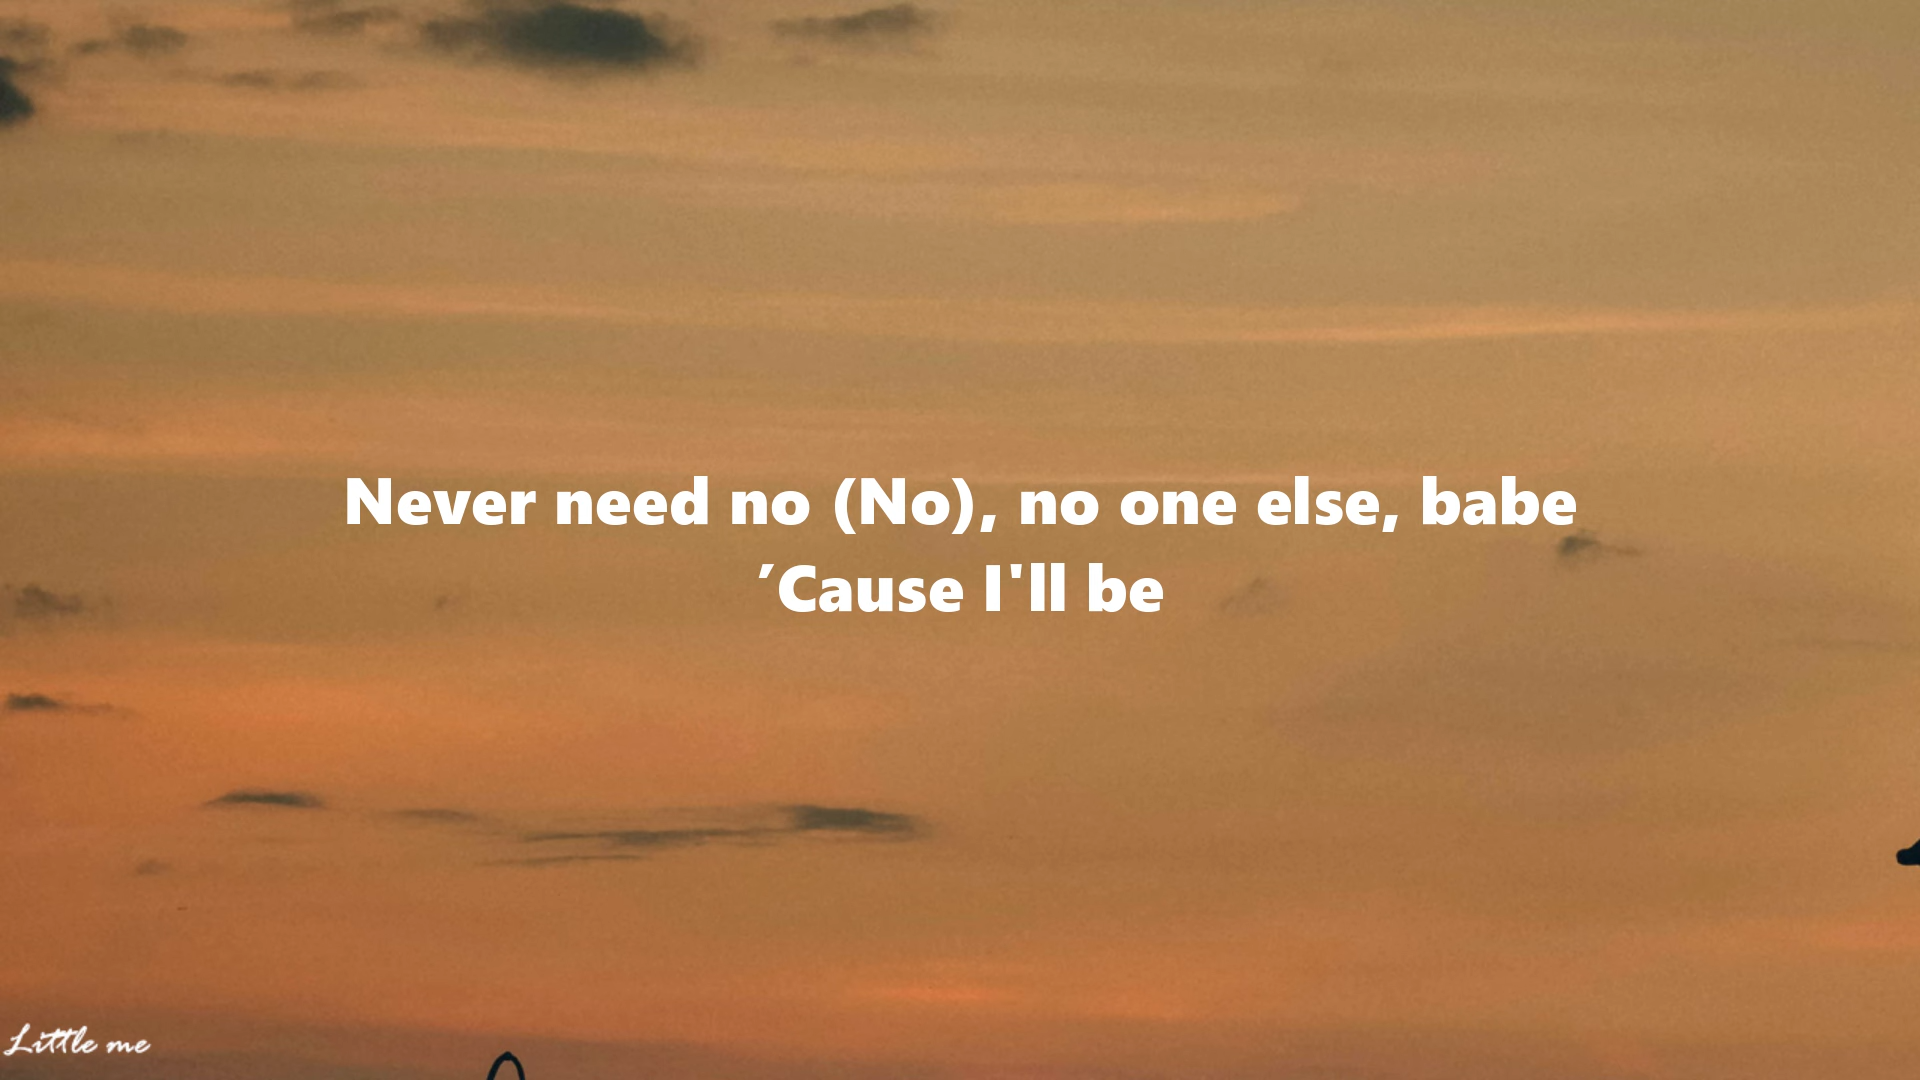 Never need no (No), no one else, babe
’Cause I'll be
Little me